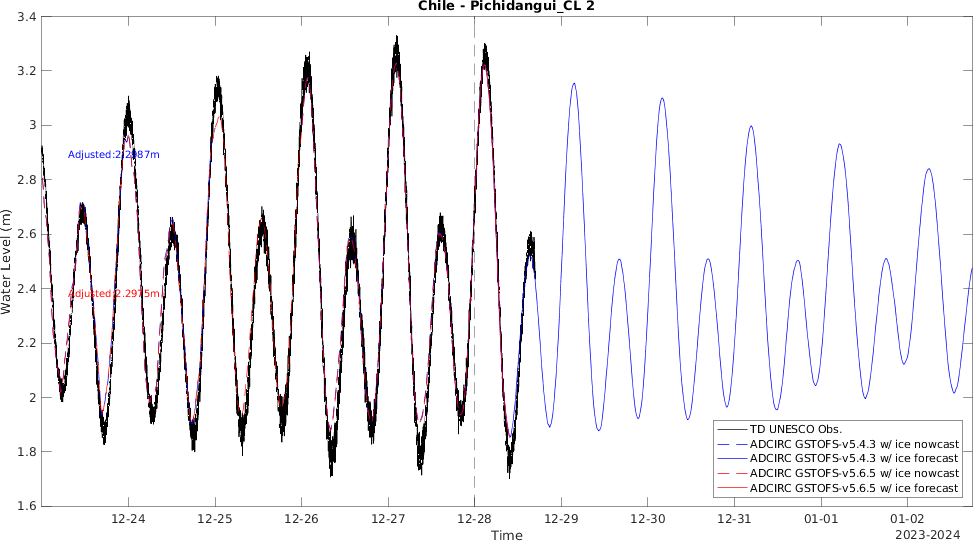 Chile - Pichidangui_CL 2
3.4
3.2
3
2.8
2.6
2.4
2.2
2
1.8
1.6
Water Level (m)
Adjusted:2.2987m
Adjusted:2.2975m
TD UNESCO Obs.
ADCIRC GSTOFS-v5.4.3 w/ ice nowcast
ADCIRC GSTOFS-v5.4.3 w/ ice forecast
ADCIRC GSTOFS-v5.6.5 w/ ice nowcast
ADCIRC GSTOFS-v5.6.5 w/ ice forecast
12-24 12-25 12-26 12-27 12-28 12-29 12-30 12-31 01-01 01-02
Time
2023-2024